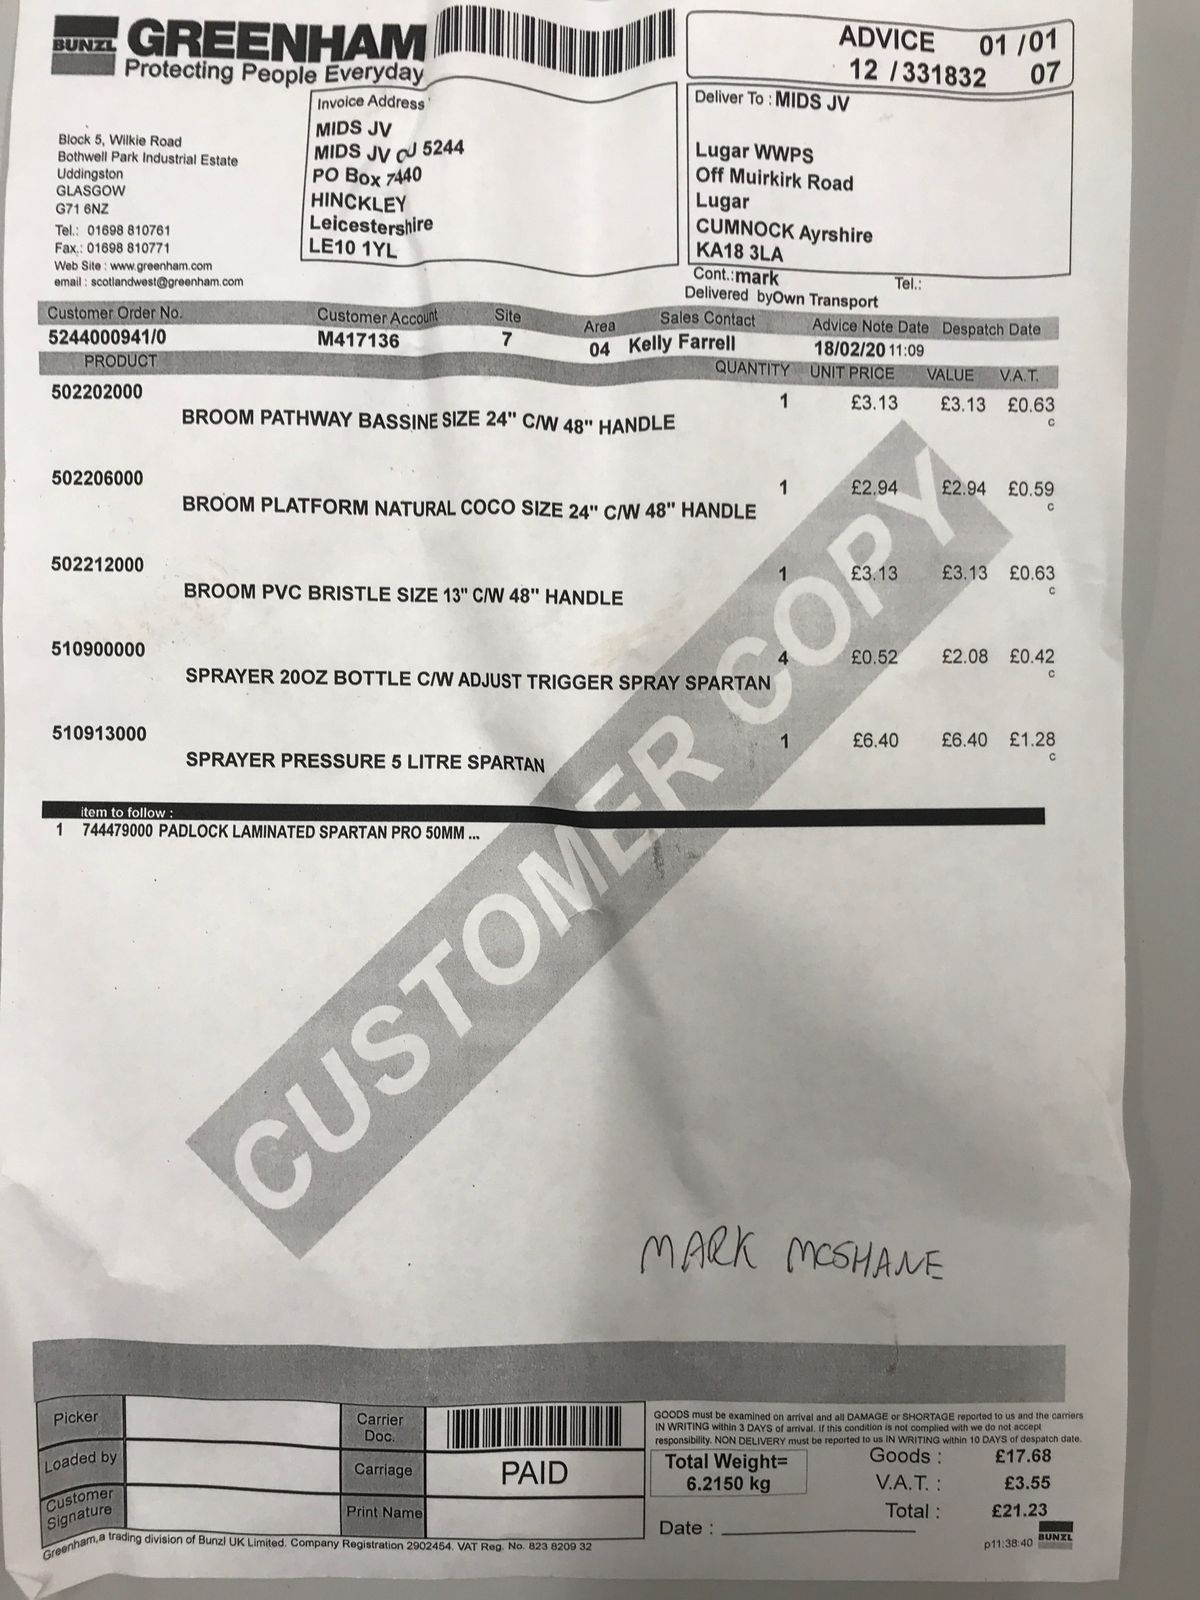 BUNZL GREENHAM
Protecting People Everyday
ADVICE 01 / 01
12 / 331832 07
Block 5, Wilkie Road
Bothwell Park Industrial Estate
Uddingston
GLASGOW
G71 6NZ
Tel.: 01698 810761
Fax.: 01698 810771
Web Site : www.greenham.com
email : scotlandwest@greenham.com
Invoice Address
MIDS JV
MIDS JV CJ 5244
PO Box 7440
HINCKLEY
Leicestershire
LE10 1YL
Deliver To : MIDS JV
Lugar WWPS
Off Muirkirk Road
Lugar
CUMNOCK Ayrshire
KA18 3LA
Cont.: mark Tel.:
Delivered by Own Transport
Customer Order No. Customer Account Site Area Sales Contact Advice Note Date Despatch Date
5244000941/0 M417136 7 04 Kelly Farrell 18/02/20 11:09
PRODUCT QUANTITY UNIT PRICE VALUE V.A.T.
502202000 1 £3.13 £3.13 £0.63
BROOM PATHWAY BASSINE SIZE 24" C/W 48" HANDLE c
502206000 1 £2.94 £2.94 £0.59
BROOM PLATFORM NATURAL COCO SIZE 24" C/W 48" HANDLE c
502212000 1 £3.13 £3.13 £0.63
BROOM PVC BRISTLE SIZE 13" C/W 48" HANDLE c
510900000 4 £0.52 £2.08 £0.42
SPRAYER 20OZ BOTTLE C/W ADJUST TRIGGER SPRAY SPARTAN c
510913000 1 £6.40 £6.40 £1.28
SPRAYER PRESSURE 5 LITRE SPARTAN c
item to follow :
1 744479000 PADLOCK LAMINATED SPARTAN PRO 50MM ...
CUSTOMER COPY
MARK MCSHANE
Picker
Loaded by
Customer Signature
Carrier Doc.
Carriage PAID
Print Name
GOODS must be examined on arrival and all DAMAGE or SHORTAGE reported to us and the carriers
IN WRITING within 3 DAYS of arrival. If this condition is not complied with we do not accept
responsibility. NON DELIVERY must be reported to us IN WRITING within 10 DAYS of despatch date.
Total Weight=
6.2150 kg
Goods : £17.68
V.A.T. : £3.55
Total : £21.23
Date :
p11:38:40 BUNZL
Greenham,a trading division of Bunzl UK Limited. Company Registration 2902454. VAT Reg. No. 823 8209 32